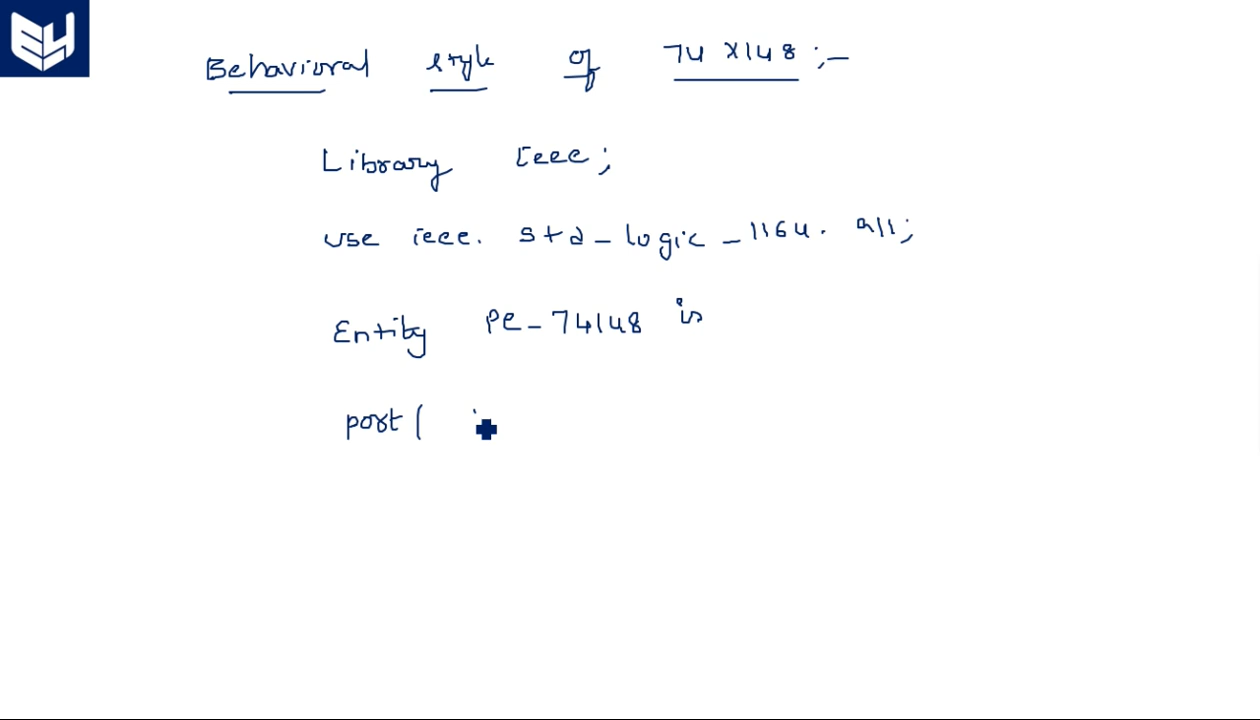 Behavioral style of 74 X148 ;-
Library Ieee ;
use ieee. std_logic_1164. all;
Entity PE_74148 is
port ( i